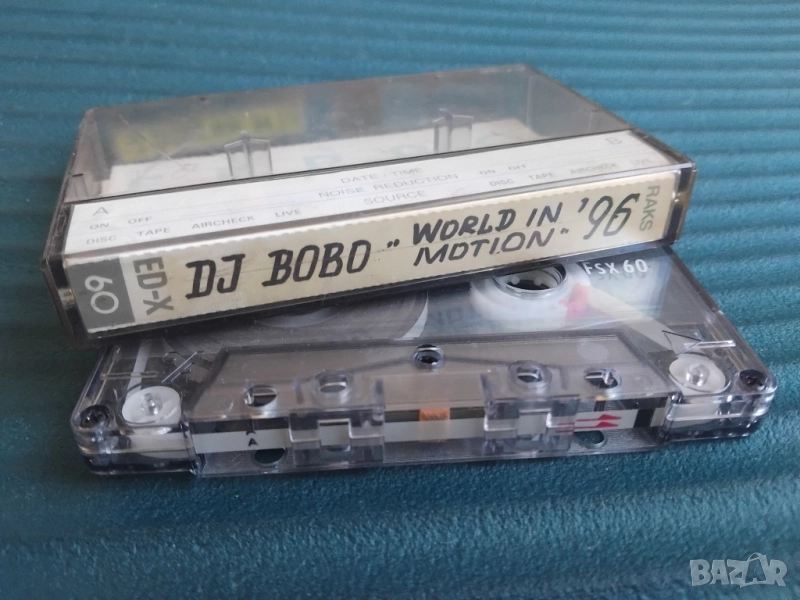 A
DATE - TIME
B
ON OFF
NOISE REDUCTION
ON OFF
DISC TAPE AIRCHECK LIVE
SOURCE
DISC TAPE AIRCHECK LIVE
60
ED-X
DJ BOBO "WORLD IN
MOTION" '96
RAKS
FSX 60
A
BAZAR